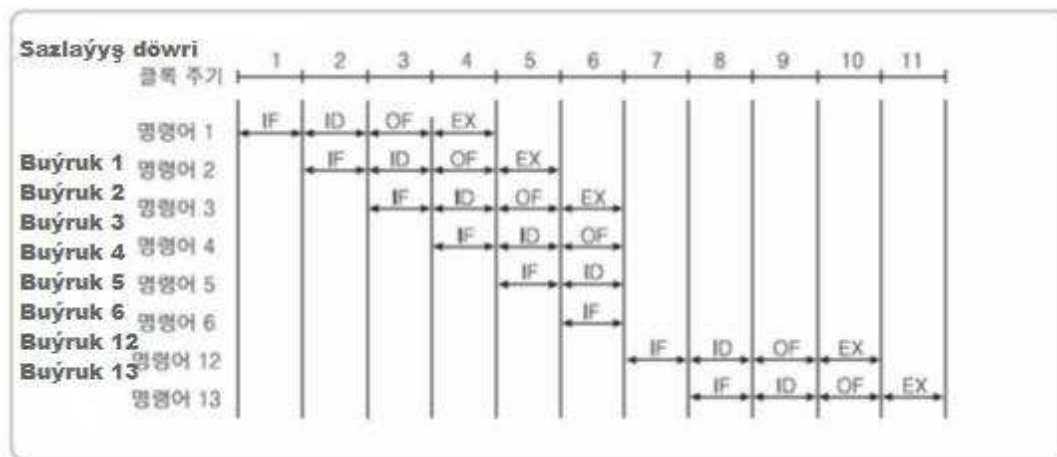 Sazlaýyş döwri
클록 주기 1 2 3 4 5 6 7 8 9 10 11
명령어 1 IF ID OF EX
Buýruk 1 명령어 2 IF ID OF EX
Buýruk 2
명령어 3 IF ID OF EX
Buýruk 3
Buýruk 4 명령어 4 IF ID OF
Buýruk 5 명령어 5 IF ID
Buýruk 6 명령어 6 IF
Buýruk 12
명령어 12 IF ID OF EX
Buýruk 13
명령어 13 IF ID OF EX